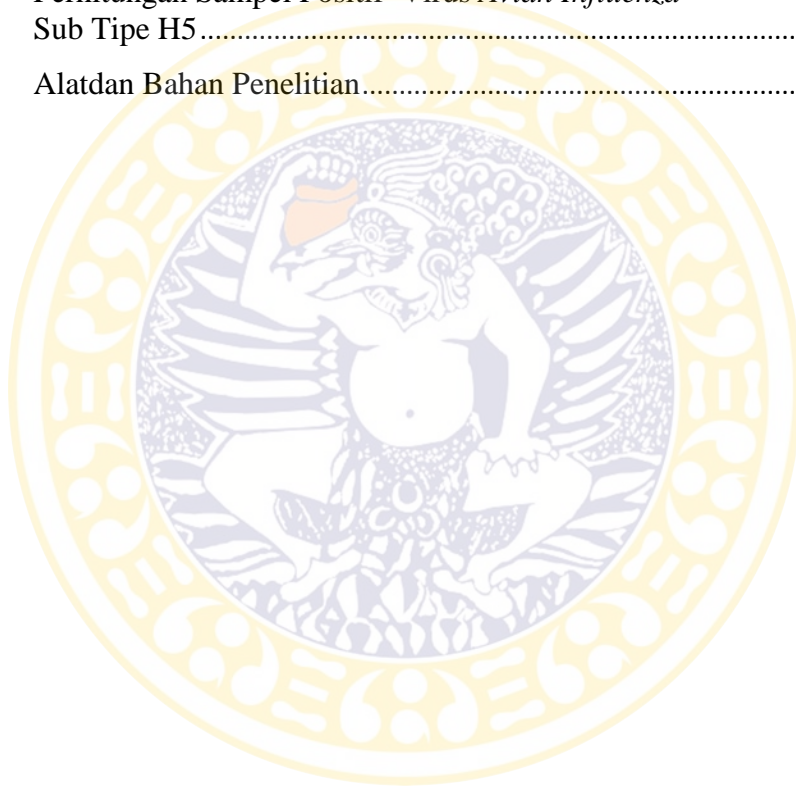 Perhitungan Sampel Positif Virus Avian Influenza
Sub Tipe H5..........................................................................
Alatdan Bahan Penelitian......................................................